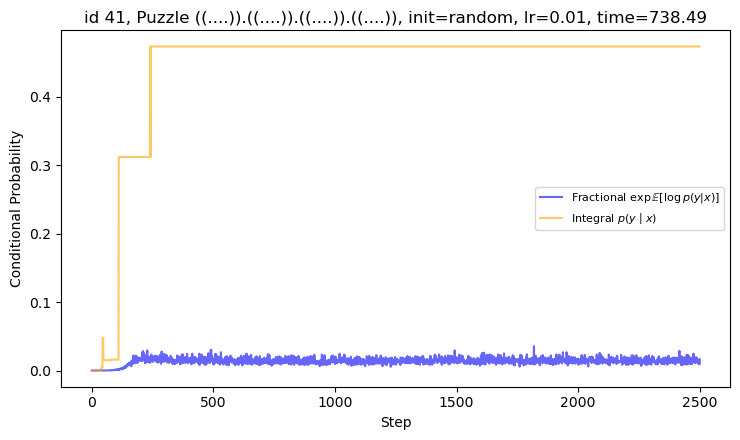 id 41, Puzzle ((....)).((....)).((....)).((....)), init=random, lr=0.01, time=738.49
Conditional Probability
0.4
0.3
0.2
0.1
0.0
Fractional exp𝔼[log p(y|x)]
Integral p(y | x)
0
500
1000
1500
2000
2500
Step